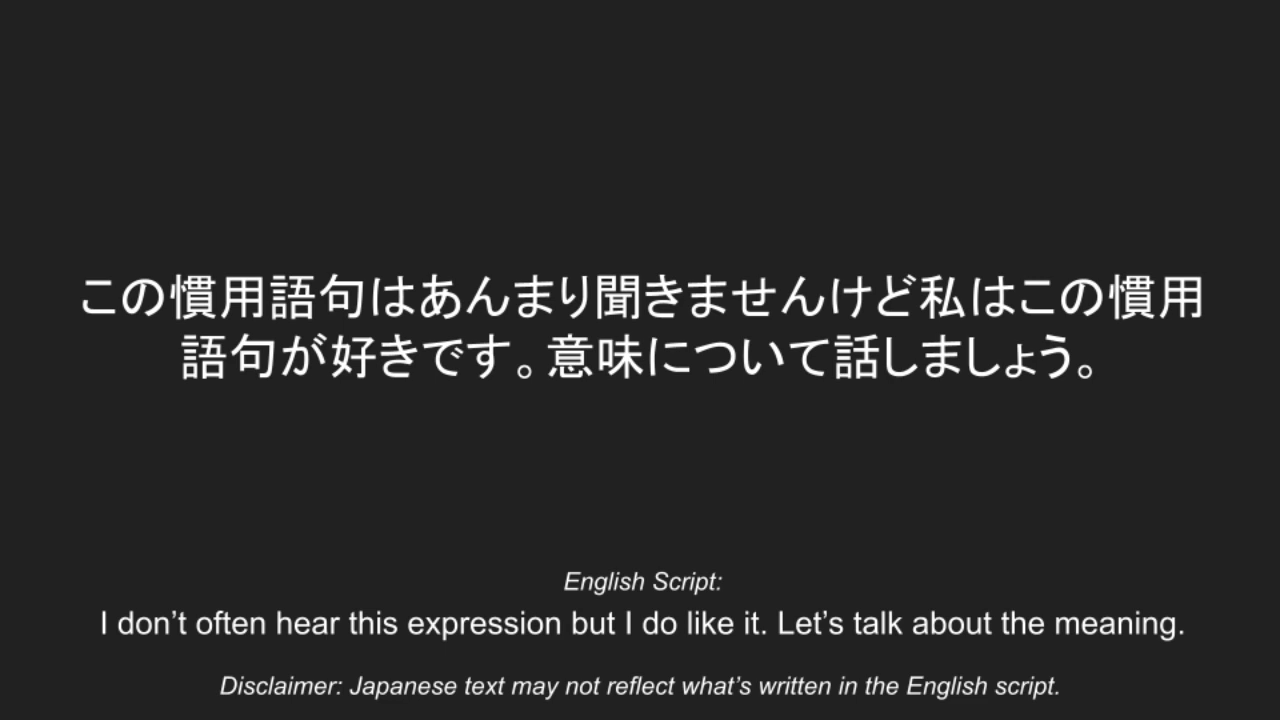 この慣用語句はあんまり聞きませんけど私はこの慣用
語句が好きです。意味について話しましょう。
English Script:
I don’t often hear this expression but I do like it. Let’s talk about the meaning.
Disclaimer: Japanese text may not reflect what’s written in the English script.